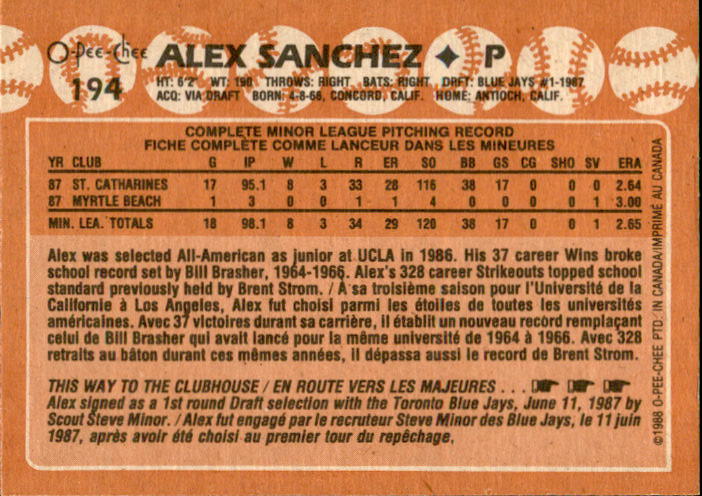 O-Pee-Chee ALEX SANCHEZ ✦ P
194 HT: 6'2" WT: 190 THROWS: RIGHT BATS: RIGHT DRFT: BLUE JAYS #1-1987
ACQ: VIA DRAFT BORN: 4-8-66, CONCORD, CALIF. HOME: ANTIOCH, CALIF.
COMPLETE MINOR LEAGUE PITCHING RECORD
FICHE COMPLÈTE COMME LANCEUR DANS LES MINEURES
YR CLUB G IP W L R ER SO BB GS CG SHO SV ERA
87 ST. CATHARINES 17 95.1 8 3 33 28 116 38 17 0 0 0 2.64
87 MYRTLE BEACH 1 3 0 0 1 1 4 0 0 0 0 1 3.00
MIN. LEA. TOTALS 18 98.1 8 3 34 29 120 38 17 0 0 1 2.65
Alex was selected All-American as junior at UCLA in 1986. His 37 career Wins broke
school record set by Bill Brasher, 1964-1966. Alex's 328 career Strikeouts topped school
standard previously held by Brent Strom. / À sa troisième saison pour l'Université de la
Californie à Los Angeles, Alex fut choisi parmi les étoiles de toutes les universités
américaines. Avec 37 victoires durant sa carrière, il établit un nouveau record remplaçant
celui de Bill Brasher qui avait lancé pour la même université de 1964 à 1966. Avec 328
retraits au bâton durant ces mêmes années, il dépassa aussi le record de Brent Strom.
THIS WAY TO THE CLUBHOUSE / EN ROUTE VERS LES MAJEURES . . .
Alex signed as a 1st round Draft selection with the Toronto Blue Jays, June 11, 1987 by
Scout Steve Minor. / Alex fut engagé par le recruteur Steve Minor des Blue Jays, le 11 juin
1987, après avoir été choisi au premier tour du repêchage.
©1988 O-PEE-CHEE PTD. IN CANADA/IMPRIMÉ AU CANADA